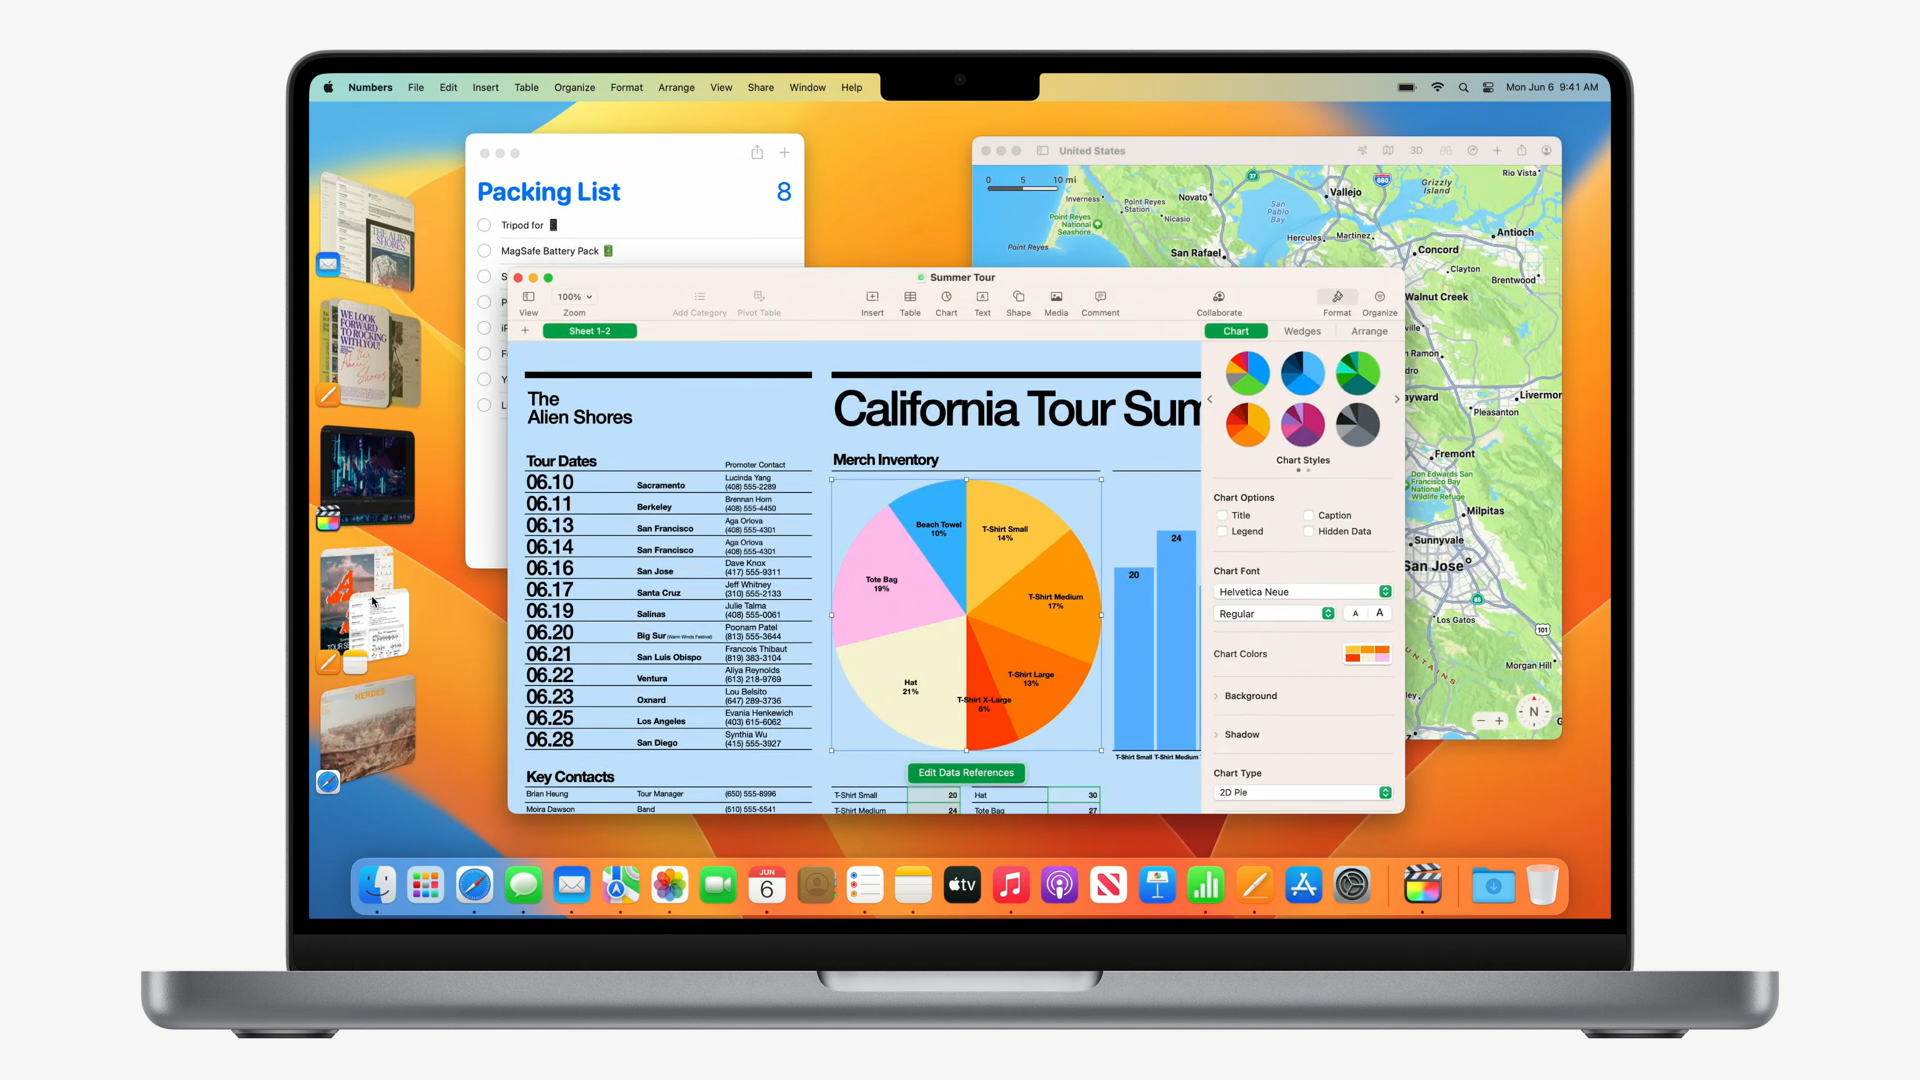 Numbers File Edit Insert Table Organize Format Arrange View Share Window Help
Mon Jun 6 9:41 AM
Packing List 8
Tripod for
MagSafe Battery Pack
United States
3D
0 5 10 mi
Inverness
Point Reyes Station
Point Reyes National Seashore
Nicasio
Novato
Point Reyes
San Rafael
37
San Pablo Bay
Vallejo
680
Grizzly Island
Rio Vista
Hercules
Martinez
Antioch
Concord
Clayton
Brentwood
Walnut Creek
Ramon
Livermor
Pleasanton
Fremont
Don Edwards San Francisco Bay National Wildlife Refuge
Milpitas
Sunnyvale
San Jose
85
Los Gatos
101
Morgan Hill
N
THE ALIEN SHORES
WE LOOK FORWARD TO ROCKING WITH YOU!
HEROES
Summer Tour
100%
View Zoom Add Category Pivot Table Insert Table Chart Text Shape Media Comment Collaborate Format Organize
Sheet 1-2
Chart Wedges Arrange
The
Alien Shores
California Tour Sum
Tour Dates Promoter Contact
06.10 Sacramento Lucinda Yang (408) 555-2289
06.11 Berkeley Brennan Hom (408) 555-4450
06.13 San Francisco Aga Orlova (408) 555-4301
06.14 San Francisco Aga Orlova (408) 555-4301
06.16 San Jose Dave Knox (417) 555-9311
06.17 Santa Cruz Jeff Whitney (310) 555-2133
06.19 Salinas Julie Talma (408) 555-0061
06.20 Big Sur (Warm Winds Festival) Poonam Patel (813) 555-3644
06.21 San Luis Obispo Francois Thibaut (819) 383-3104
06.22 Ventura Aliya Reynolds (613) 218-9769
06.23 Oxnard Lou Belsito (647) 289-3736
06.25 Los Angeles Evania Henkewich (403) 615-6062
06.28 San Diego Synthia Wu (415) 555-3927
Key Contacts
Brian Heung Tour Manager (650) 555-8996
Moira Dawson Band (510) 555-5541
Merch Inventory
Beach Towel
10%
T-Shirt Small
14%
Tote Bag
19%
T-Shirt Medium
17%
Hat
21%
T-Shirt Large
13%
T-Shirt X-Large
6%
24
20
T-Shirt Small T-Shirt Medium
Edit Data References
T-Shirt Small 20 Hat 30
T-Shirt Medium 24 Tote Bag 27
Chart Styles
Chart Options
Title Caption
Legend Hidden Data
Chart Font
Helvetica Neue
Regular A A
Chart Colors
Background
Shadow
Chart Type
2D Pie
JUN
6
tv